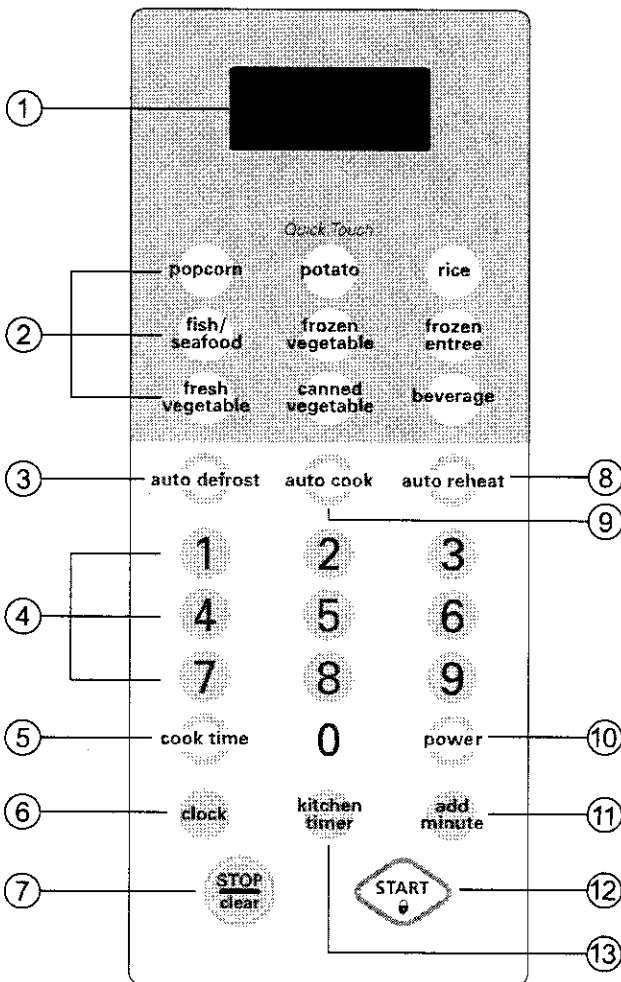 1
Quick Touch
popcorn potato rice
2
fish/ frozen frozen
seafood vegetable entree
fresh canned beverage
vegetable vegetable
3 auto defrost auto cook auto reheat 8
9
1 2 3
4 4 5 6
7 8 9
5 cook time 0 power 10
6 clock kitchen add 11
timer minute
7 STOP START 12
clear
13